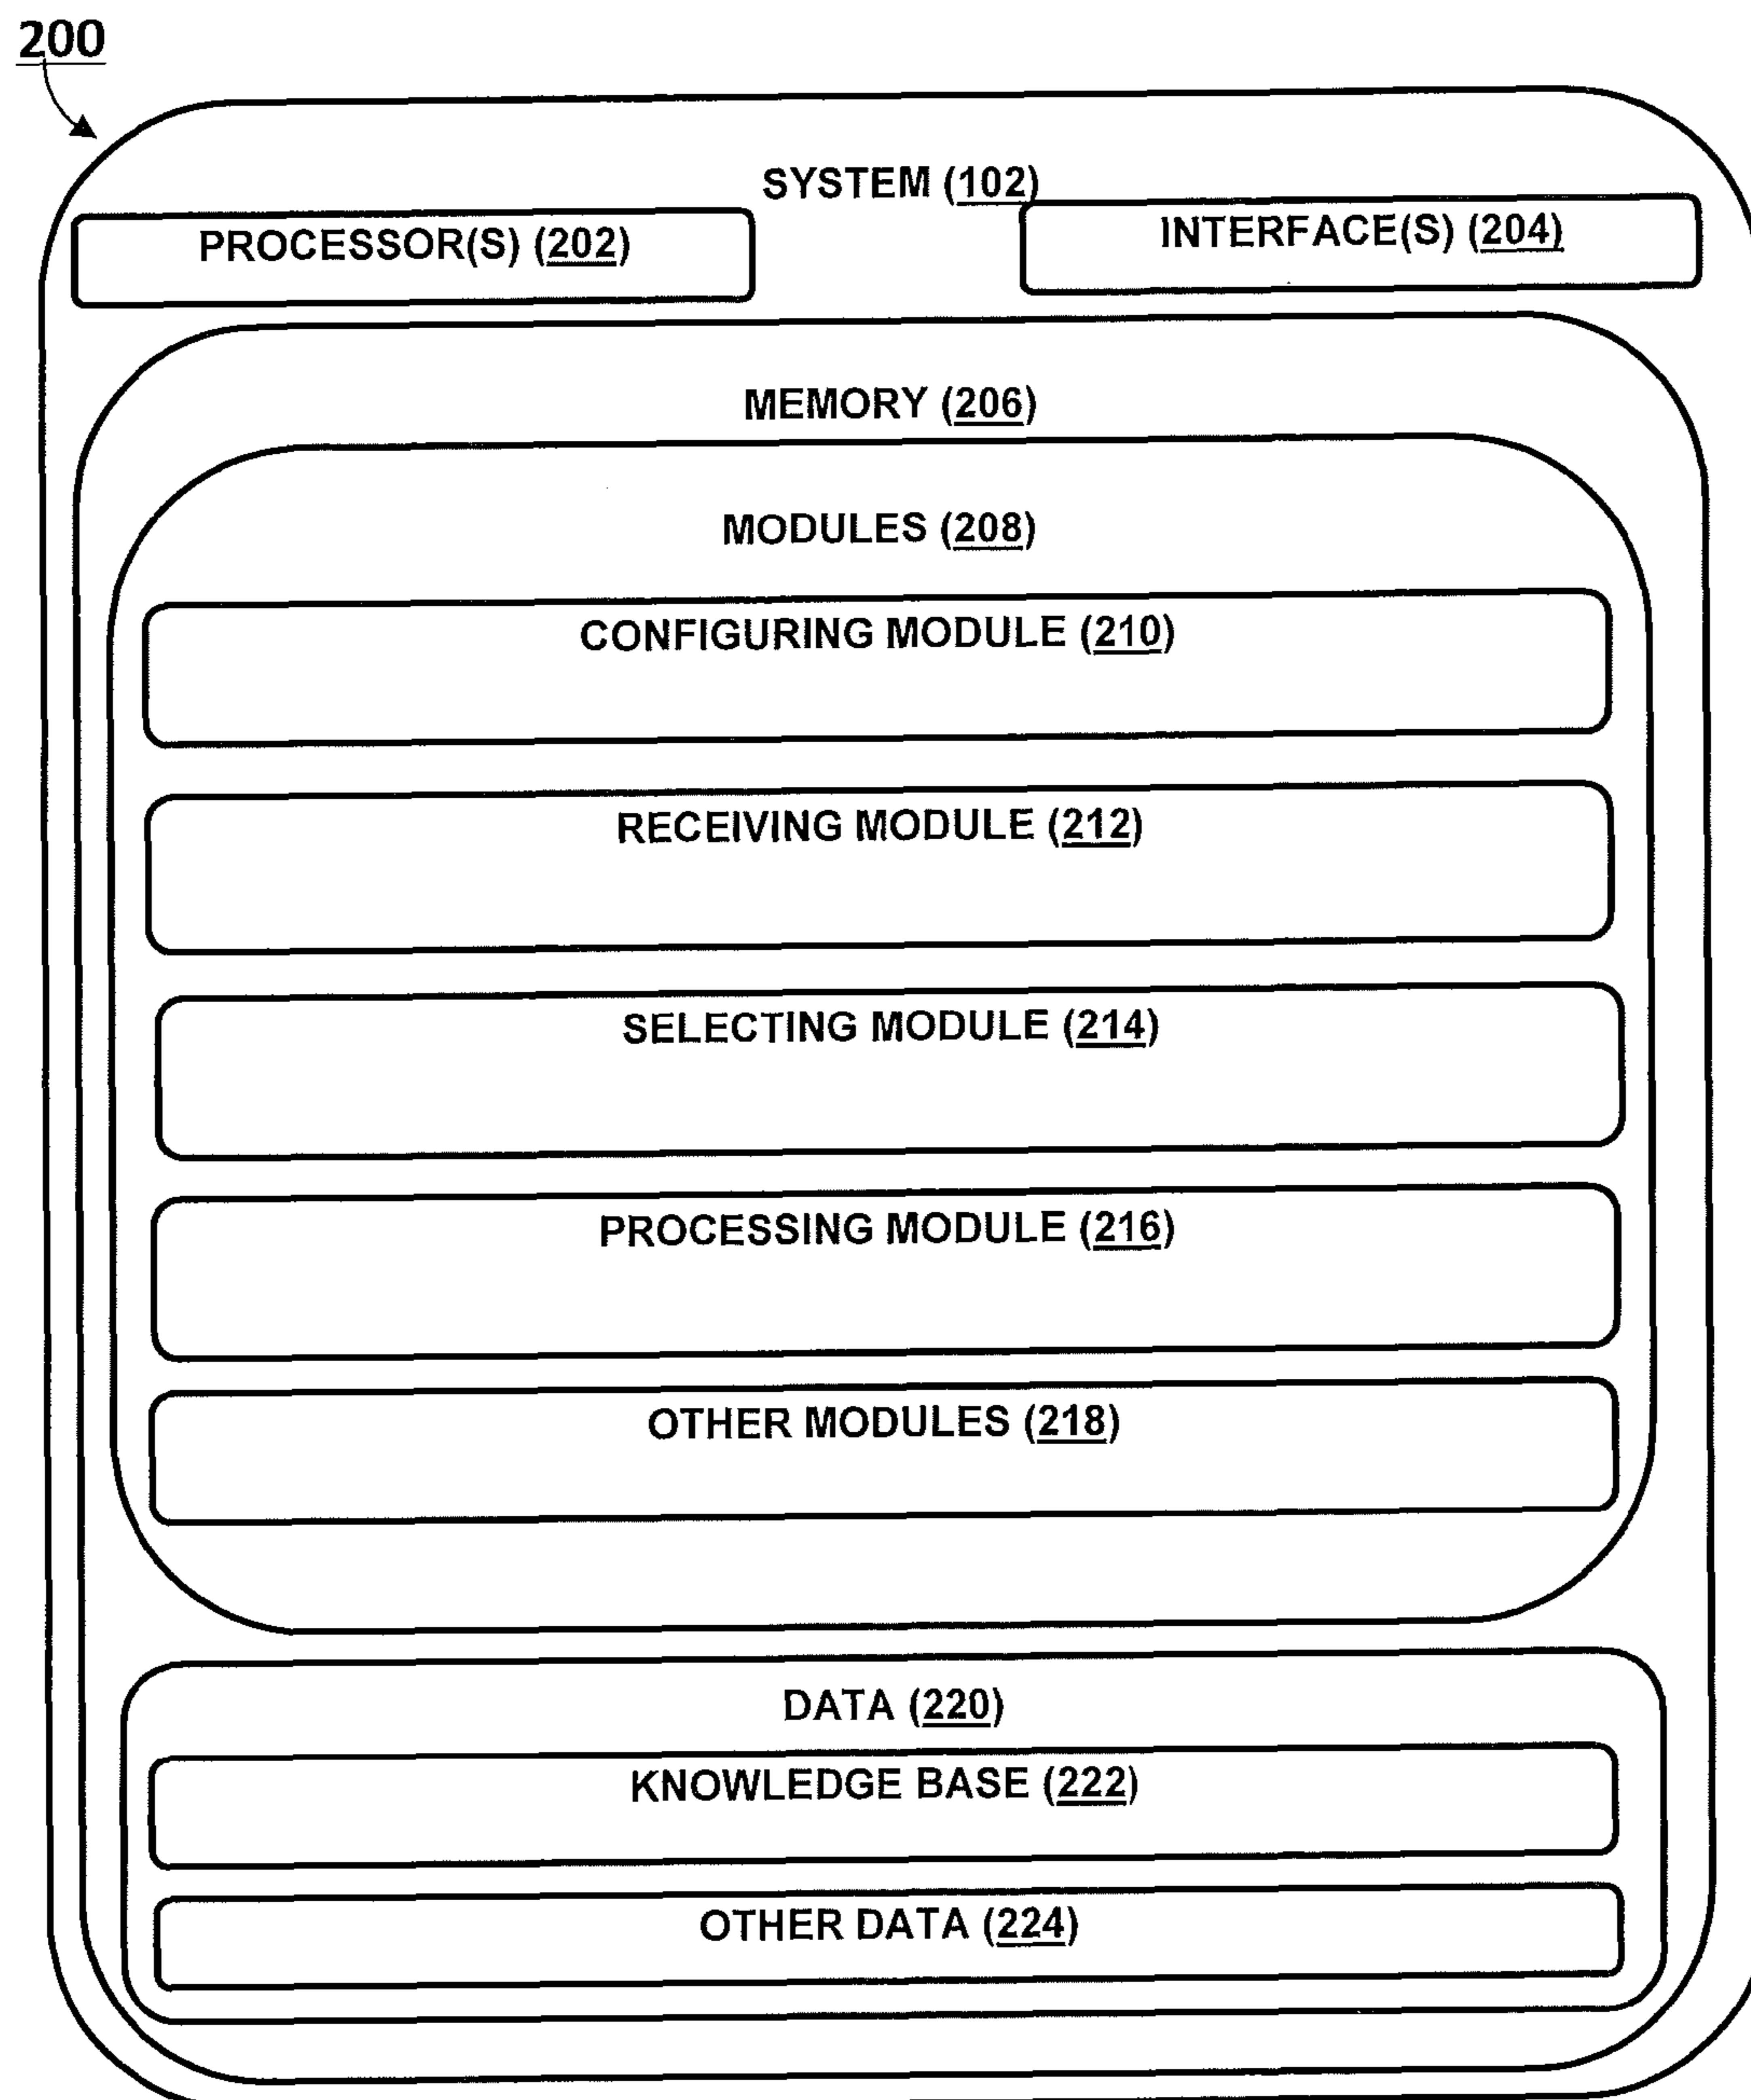 200
SYSTEM (102)
PROCESSOR(S) (202)
INTERFACE(S) (204)
MEMORY (206)
MODULES (208)
CONFIGURING MODULE (210)
RECEIVING MODULE (212)
SELECTING MODULE (214)
PROCESSING MODULE (216)
OTHER MODULES (218)
DATA (220)
KNOWLEDGE BASE (222)
OTHER DATA (224)